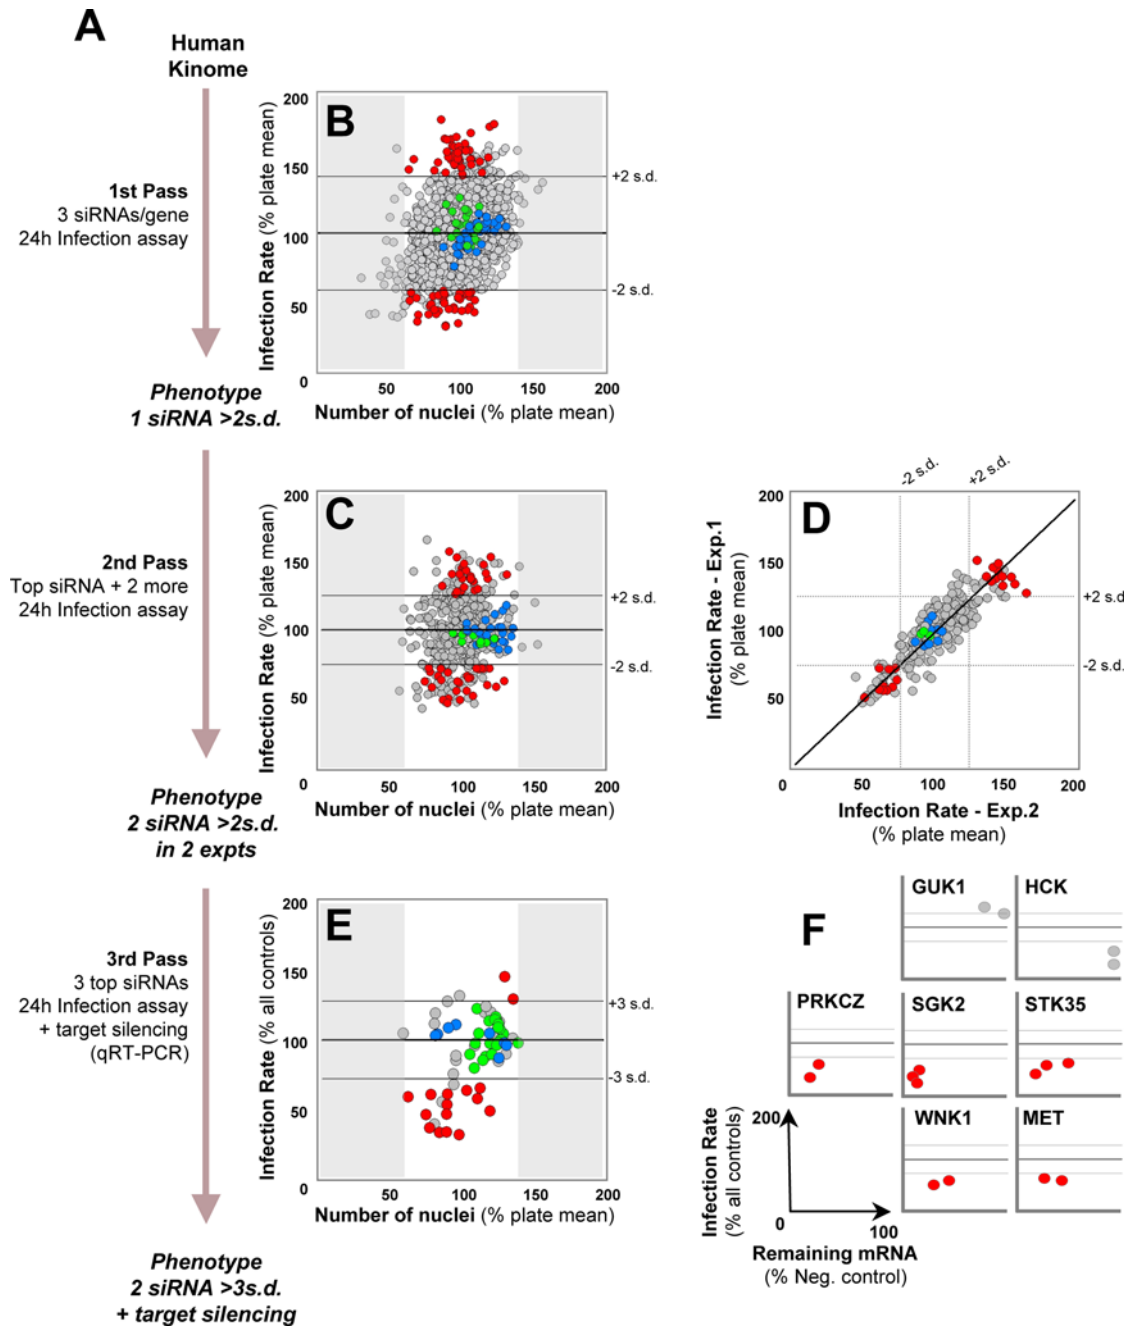 A
Human
Kinome
1st Pass
3 siRNAs/gene
24h Infection assay
Phenotype
1 siRNA >2s.d.
2nd Pass
Top siRNA + 2 more
24h Infection assay
Phenotype
2 siRNA >2s.d.
in 2 expts
3rd Pass
3 top siRNAs
24h Infection assay
+ target silencing
(qRT-PCR)
Phenotype
2 siRNA >3s.d.
+ target silencing
B
Infection Rate (% plate mean)
200
150
100
50
0
+2 s.d.
-2 s.d.
50
100
150
200
Number of nuclei (% plate mean)
C
Infection Rate (% plate mean)
200
150
100
50
0
+2 s.d.
-2 s.d.
50
100
150
200
Number of nuclei (% plate mean)
D
-2 s.d.
+2 s.d.
Infection Rate - Exp.1
(% plate mean)
200
150
100
50
0
+2 s.d.
-2 s.d.
0
50
100
150
200
Infection Rate - Exp.2
(% plate mean)
E
Infection Rate (% all controls)
200
150
100
50
0
+3 s.d.
-3 s.d.
50
100
150
200
Number of nuclei (% plate mean)
F
GUK1
HCK
PRKCZ
SGK2
STK35
WNK1
MET
Infection Rate
(% all controls)
200
0
100
Remaining mRNA
(% Neg. control)